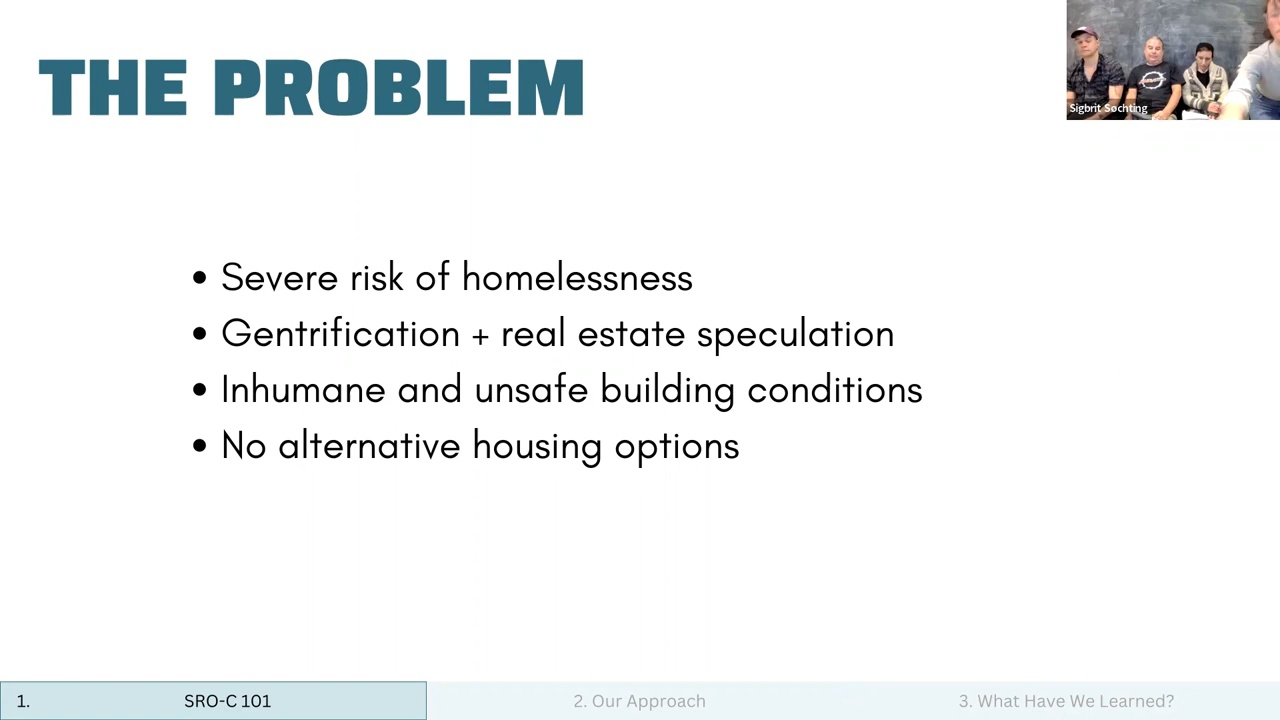 THE PROBLEM
Sigbrit Søchting
• Severe risk of homelessness
• Gentrification + real estate speculation
• Inhumane and unsafe building conditions
• No alternative housing options
1. SRO-C 101
2. Our Approach
3. What Have We Learned?